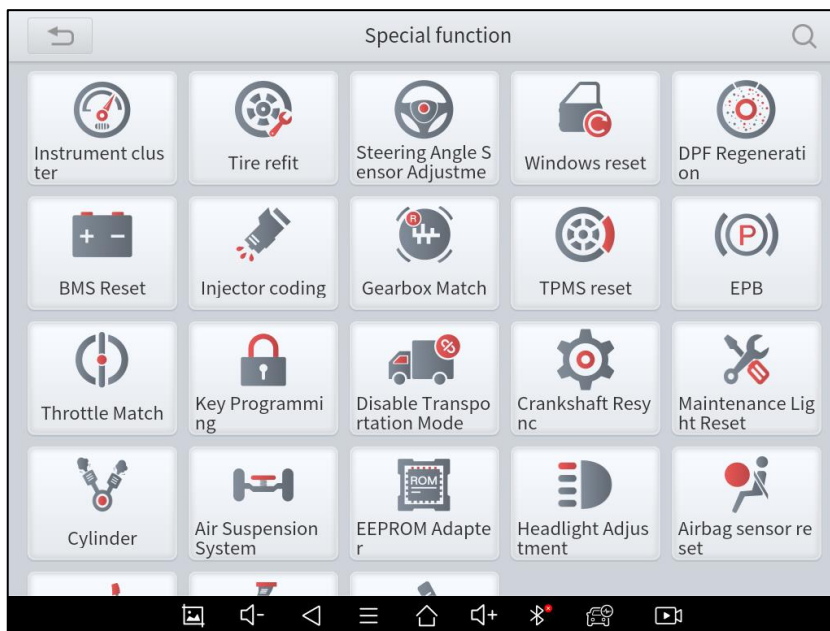 Special function
Instrument clus
ter
Tire refit
Steering Angle S
ensor Adjustme
Windows reset
DPF Regenerati
on
BMS Reset
Injector coding
Gearbox Match
TPMS reset
P
EPB
R
Throttle Match
Key Programmi
ng
Disable Transpo
rtation Mode
Crankshaft Resy
nc
Maintenance Lig
ht Reset
Cylinder
Air Suspension
System
ROM
EEPROM Adapte
r
Headlight Adjus
tment
Airbag sensor re
set